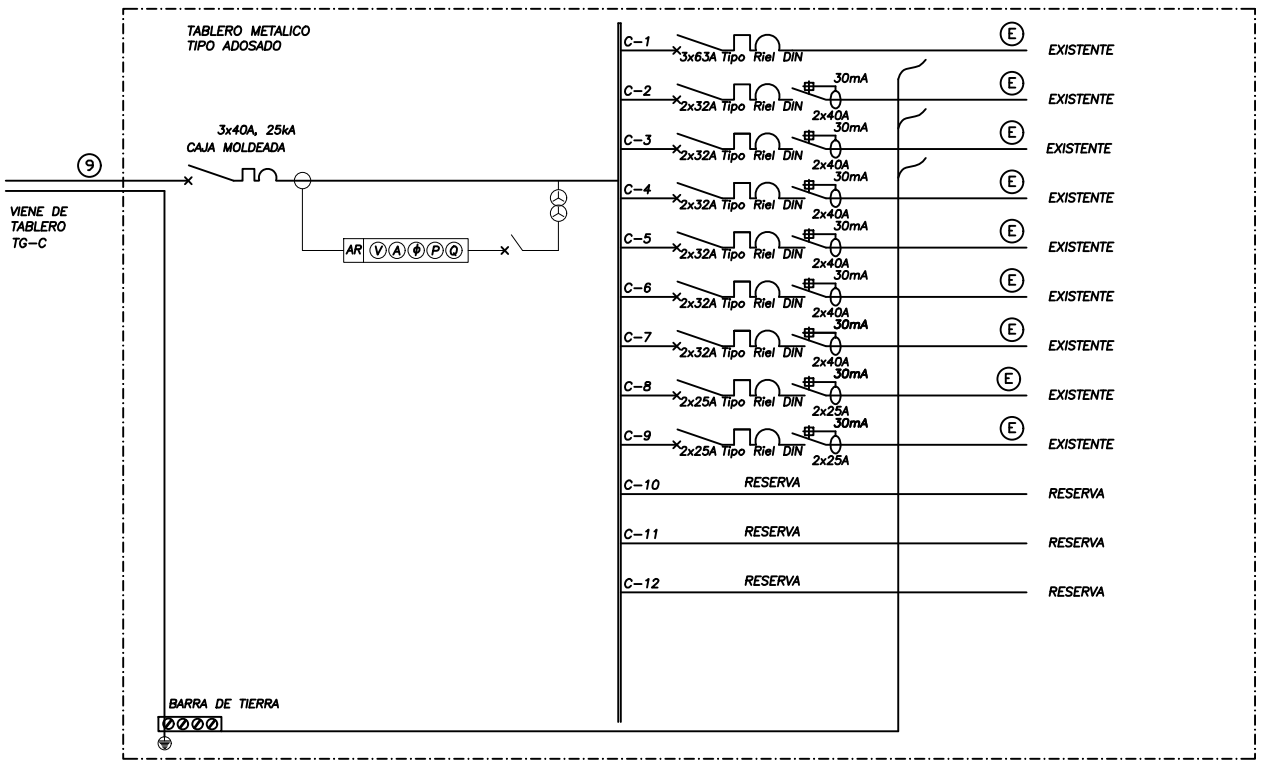 TABLERO METALICO
TIPO ADOSADO
3x40A, 25kA
CAJA MOLDEADA
9
VIENE DE
TABLERO
TG-C
AR V A ϕ P Q
C-1
3x63A Tipo Riel DIN
E
EXISTENTE
C-2
2x32A Tipo Riel DIN
30mA
2x40A
E
EXISTENTE
C-3
2x32A Tipo Riel DIN
30mA
2x40A
E
EXISTENTE
C-4
2x32A Tipo Riel DIN
30mA
2x40A
E
EXISTENTE
C-5
2x32A Tipo Riel DIN
30mA
2x40A
E
EXISTENTE
C-6
2x32A Tipo Riel DIN
30mA
2x40A
E
EXISTENTE
C-7
2x32A Tipo Riel DIN
30mA
2x40A
E
EXISTENTE
C-8
2x25A Tipo Riel DIN
30mA
2x25A
E
EXISTENTE
C-9
2x25A Tipo Riel DIN
30mA
2x25A
E
EXISTENTE
C-10
RESERVA
RESERVA
C-11
RESERVA
RESERVA
C-12
RESERVA
RESERVA
BARRA DE TIERRA